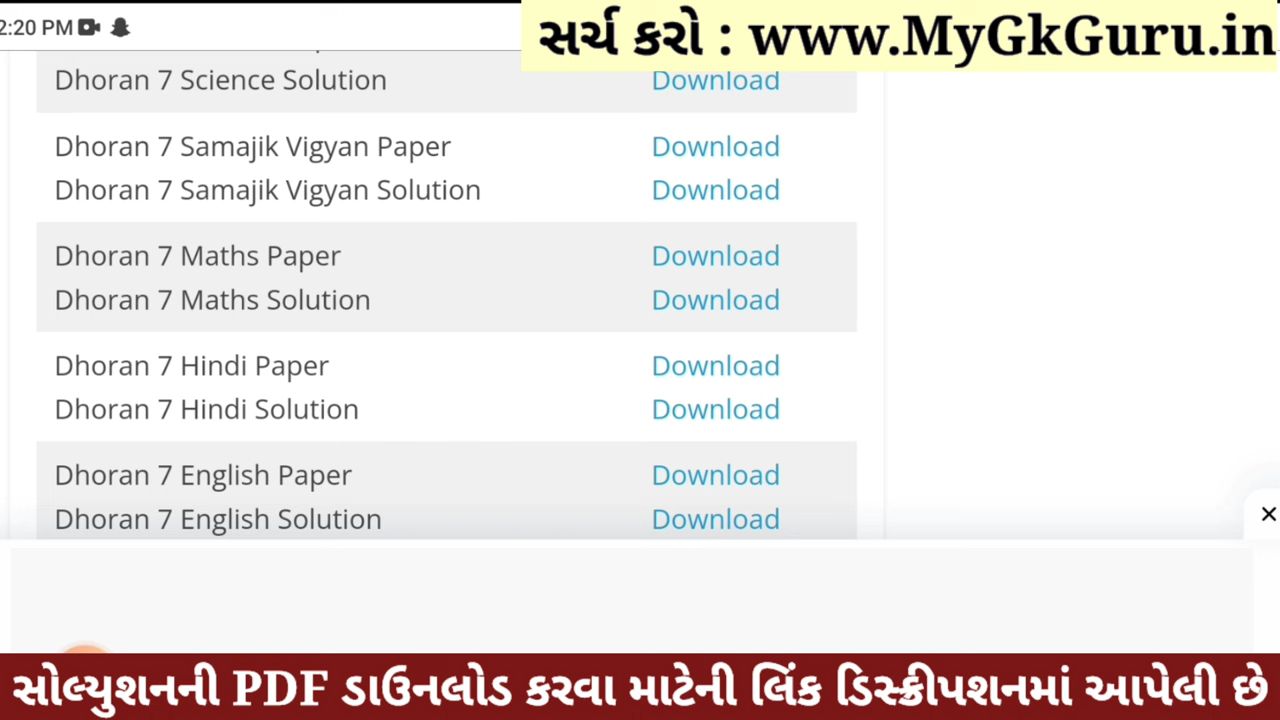 2:20 PM
સર્ચ કરો : www.MyGkGuru.in
Dhoran 7 Science Solution Download
Dhoran 7 Samajik Vigyan Paper Download
Dhoran 7 Samajik Vigyan Solution Download
Dhoran 7 Maths Paper Download
Dhoran 7 Maths Solution Download
Dhoran 7 Hindi Paper Download
Dhoran 7 Hindi Solution Download
Dhoran 7 English Paper Download
Dhoran 7 English Solution Download
સોલ્યુશનની PDF ડાઉનલોડ કરવા માટેની લિંક ડિસ્ક્રીપશનમાં આપેલી છે